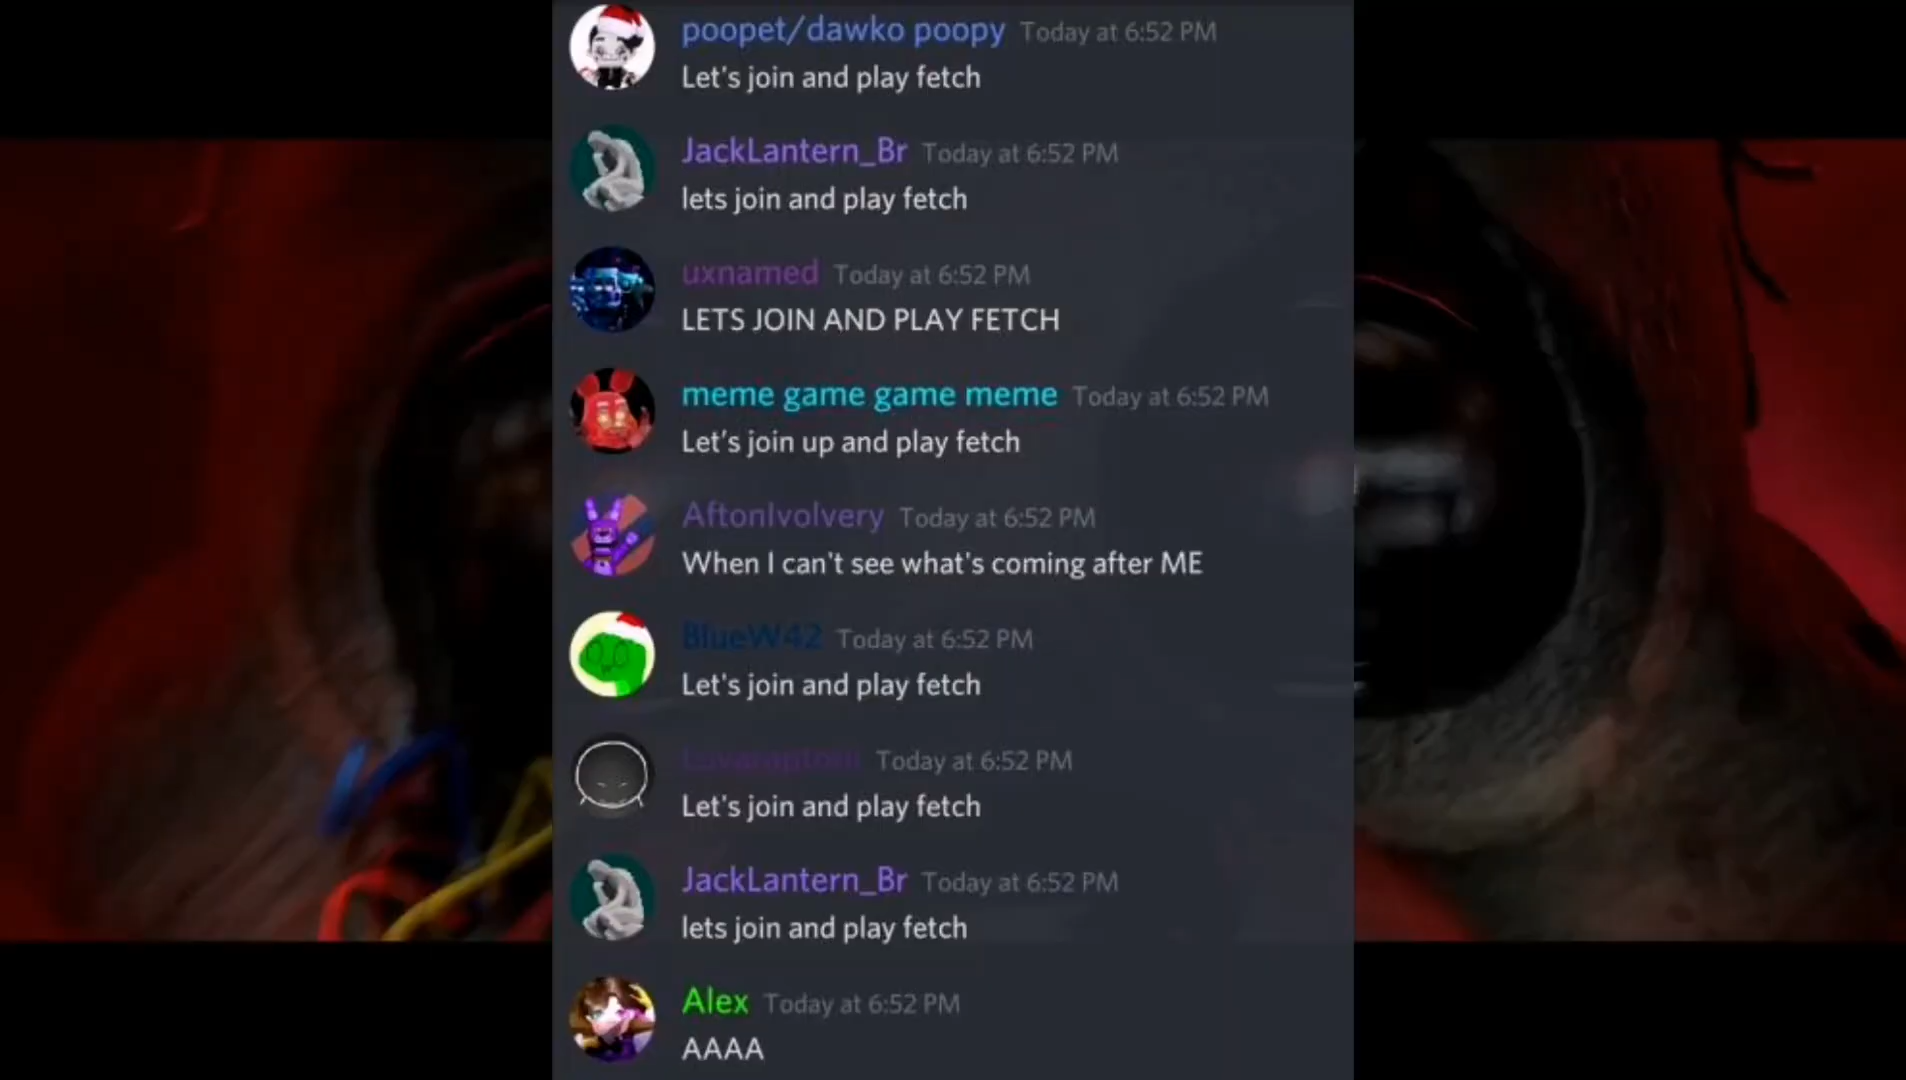 poopet/dawko poopy Today at 6:52 PM
Let's join and play fetch
JackLantern_Br Today at 6:52 PM
lets join and play fetch
uxnamed Today at 6:52 PM
LETS JOIN AND PLAY FETCH
meme game game meme Today at 6:52 PM
Let's join up and play fetch
AftonIvolvery Today at 6:52 PM
When I can't see what's coming after ME
BlueW42 Today at 6:52 PM
Let's join and play fetch
Today at 6:52 PM
Let's join and play fetch
JackLantern_Br Today at 6:52 PM
lets join and play fetch
Alex Today at 6:52 PM
AAAA